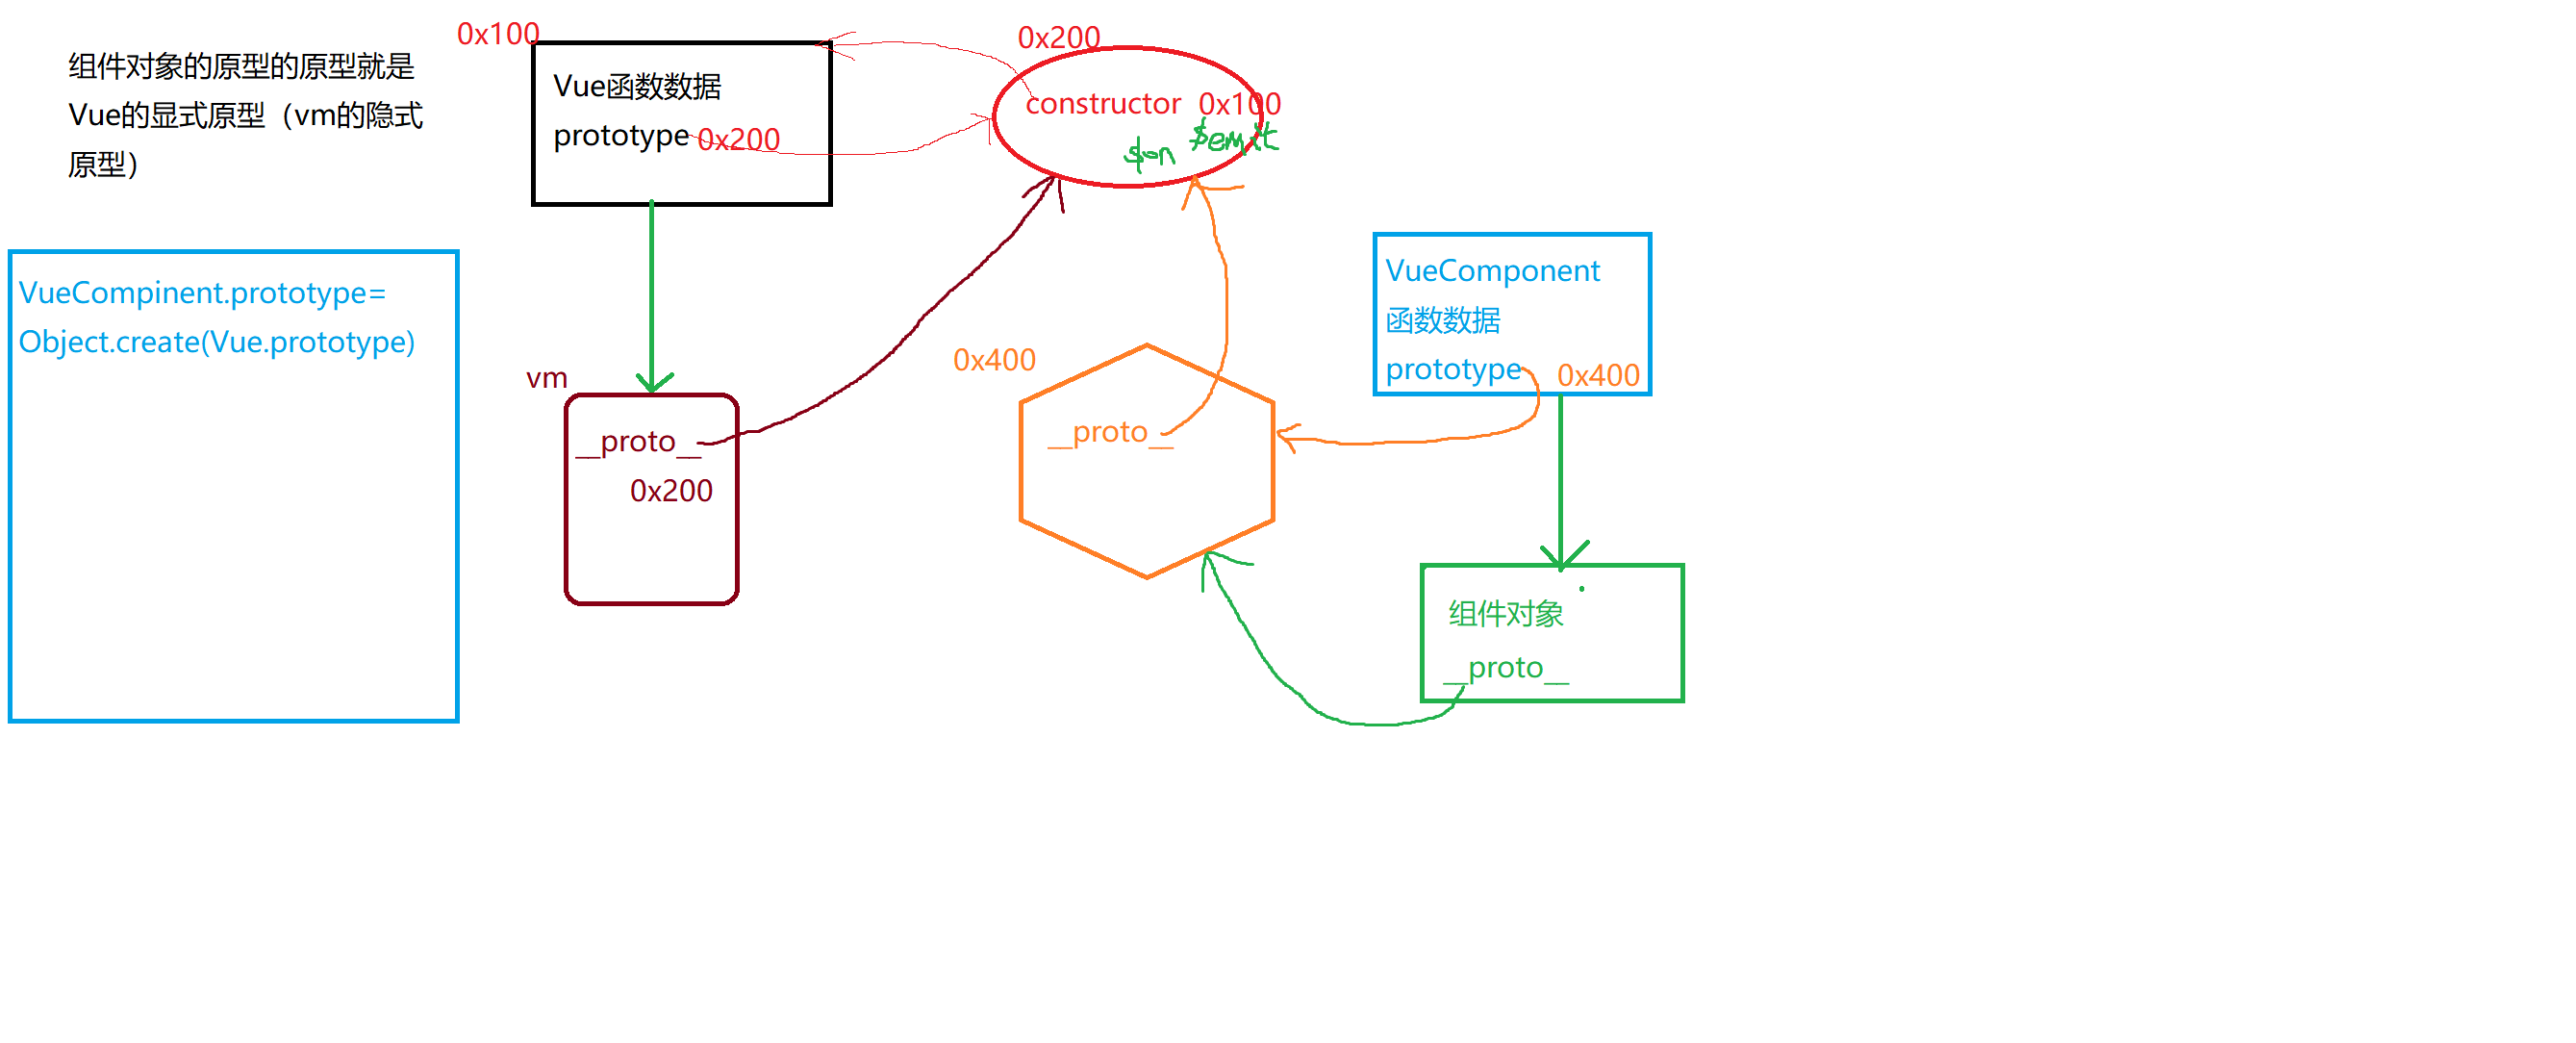 组件对象的原型的原型就是
Vue的显式原型（vm的隐式
原型）
0x100
Vue函数数据
prototype 0x200
0x200
constructor 0x100
$on $emit
VueCompinent.prototype=
Object.create(Vue.prototype)
vm
__proto__
0x200
0x400
__proto__
VueComponent
函数数据
prototype 0x400
组件对象
__proto__